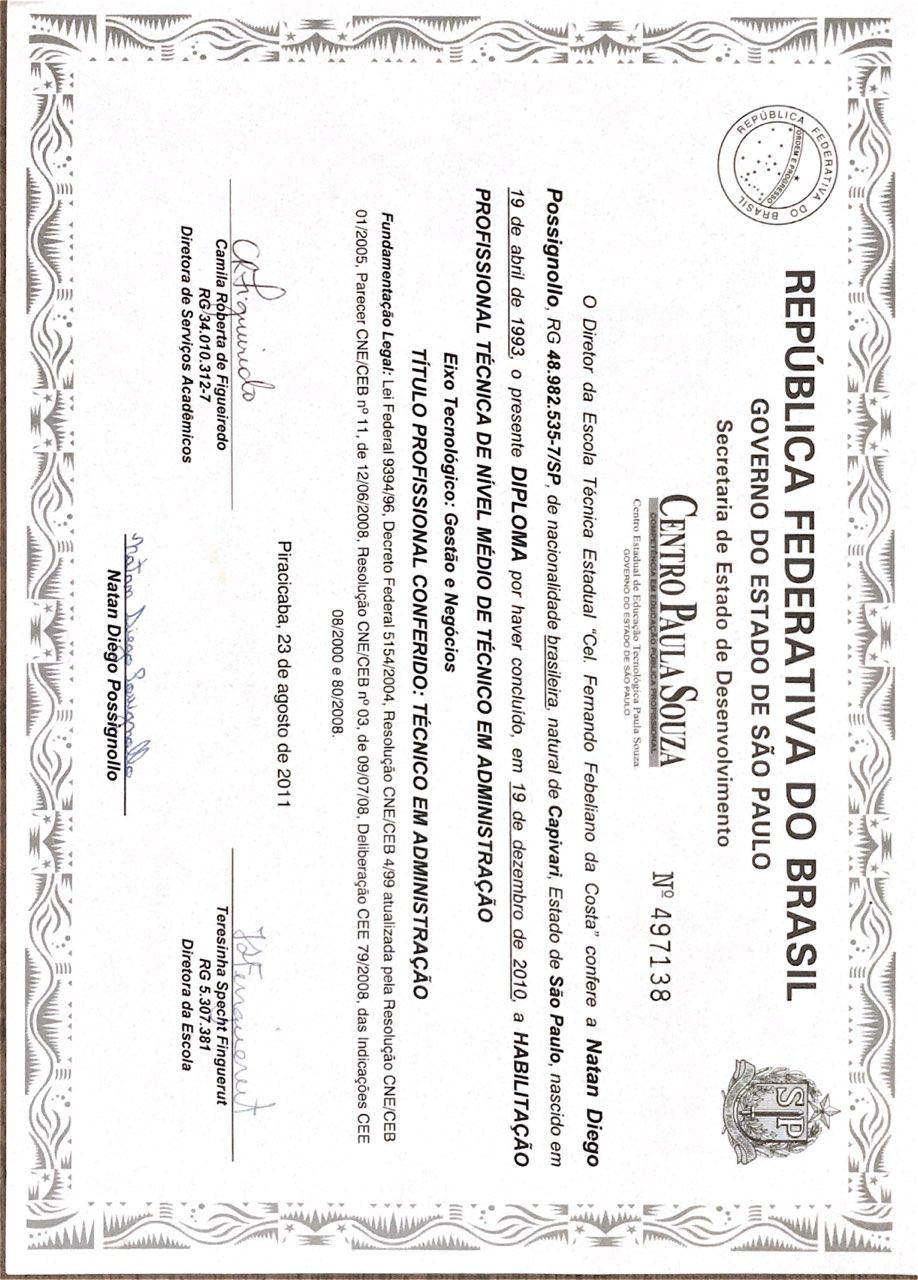 REPÚBLICA FEDERATIVA DO BRASIL
ORDEM E PROGRESSO
REPÚBLICA FEDERATIVA DO BRASIL
SP
GOVERNO DO ESTADO DE SÃO PAULO
Secretaria de Estado de Desenvolvimento
CENTRO PAULA SOUZA
COMPETÊNCIA EM EDUCAÇÃO PÚBLICA PROFISSIONAL
Centro Estadual de Educação Tecnológica Paula Souza
GOVERNO DO ESTADO DE SÃO PAULO
Nº 497138
O Diretor da Escola Técnica Estadual “Cel. Fernando Febeliano da Costa” confere a Natan Diego
Possignollo, RG 48.982.535-7/SP, de nacionalidade brasileira, natural de Capivari, Estado de São Paulo, nascido em
19 de abril de 1993, o presente DIPLOMA por haver concluído, em 19 de dezembro de 2010, a HABILITAÇÃO
PROFISSIONAL TÉCNICA DE NÍVEL MÉDIO DE TÉCNICO EM ADMINISTRAÇÃO
Eixo Tecnológico: Gestão e Negócios
TÍTULO PROFISSIONAL CONFERIDO: TÉCNICO EM ADMINISTRAÇÃO
Fundamentação Legal: Lei Federal 9394/96, Decreto Federal 5154/2004, Resolução CNE/CEB 4/99 atualizada pela Resolução CNE/CEB
01/2005, Parecer CNE/CEB nº 11, de 12/06/2008, Resolução CNE/CEB nº 03, de 09/07/08, Deliberação CEE 79/2008, das Indicações CEE
08/2000 e 80/2008.
Piracicaba, 23 de agosto de 2011
CRFigueiredo
Camila Roberta de Figueiredo
RG 34.010.312-7
Diretora de Serviços Acadêmicos
TSFinguerut
Teresinha Specht Finguerut
RG 5.307.381
Diretora da Escola
Natan Diego Possignollo
Natan Diego Possignollo